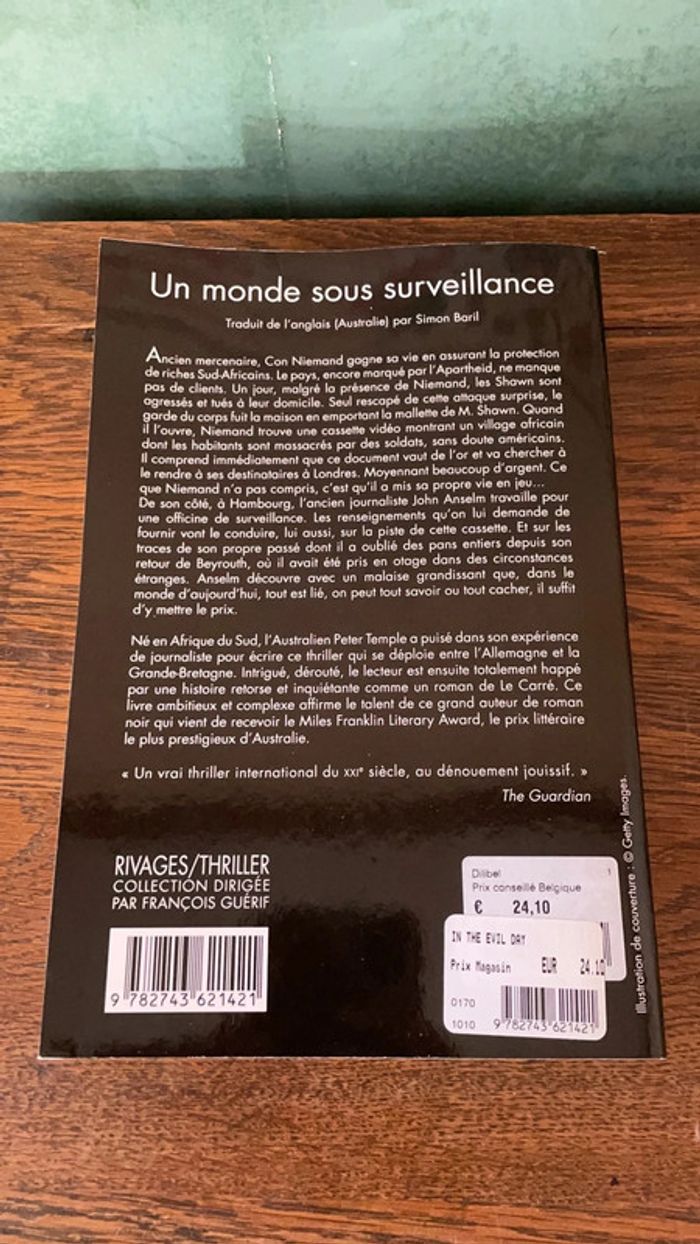 Un monde sous surveillance
Traduit de l'anglais (Australie) par Simon Baril
Ancien mercenaire, Con Niemand gagne sa vie en assurant la protection
de riches Sud-Africains. Le pays, encore marqué par l'Apartheid, ne manque
pas de clients. Un jour, malgré la présence de Niemand, les Shawn sont
agressés et tués à leur domicile. Seul rescapé de cette attaque surprise, le
garde du corps fuit la maison en emportant la mallette de M. Shawn. Quand
il l'ouvre, Niemand trouve une cassette vidéo montrant un village africain
dont les habitants sont massacrés par des soldats, sans doute américains.
Il comprend immédiatement que ce document vaut de l'or et va chercher à
le rendre à ses destinataires à Londres. Moyennant beaucoup d'argent. Ce
que Niemand n'a pas compris, c'est qu'il a mis sa propre vie en jeu...
De son côté, à Hambourg, l'ancien journaliste John Anselm travaille pour
une officine de surveillance. Les renseignements qu'on lui demande de
fournir vont le conduire, lui aussi, sur la piste de cette cassette. Et sur les
traces de son propre passé dont il a oublié des pans entiers depuis son
retour de Beyrouth, où il avait été pris en otage dans des circonstances
étranges. Anselm découvre avec un malaise grandissant que, dans le
monde d'aujourd'hui, tout est lié, on peut tout savoir ou tout cacher, il suffit
d'y mettre le prix.
Né en Afrique du Sud, l'Australien Peter Temple a puisé dans son expérience
de journaliste pour écrire ce thriller qui se déploie entre l'Allemagne et la
Grande-Bretagne. Intrigué, dérouté, le lecteur est ensuite totalement happé
par une histoire retorse et inquiétante comme un roman de Le Carré. Ce
livre ambitieux et complexe affirme le talent de ce grand auteur de roman
noir qui vient de recevoir le Miles Franklin Literary Award, le prix littéraire
le plus prestigieux d'Australie.
« Un vrai thriller international du XXIe siècle, au dénouement jouissif. »
The Guardian
Illustration de couverture : © Getty Images.
RIVAGES/THRILLER
COLLECTION DIRIGÉE
PAR FRANÇOIS GUÉRIF
9 782743 621421
Dilibel 1
Prix conseillé Belgique
€ 24,10
IN THE EVIL DAY
Prix Magasin EUR 24.10
0170
1010 9 782743 621421